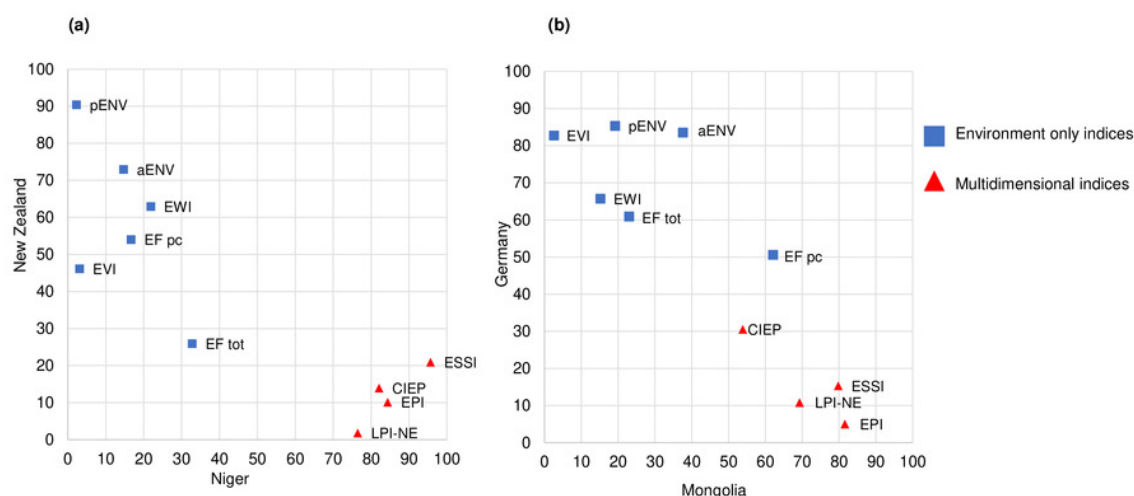 (a)
New Zealand
100
90
80
70
60
50
40
30
20
10
0
pENV
aENV
EWI
EF pc
EVI
EF tot
ESSI
CIEP
EPI
LPI-NE
0 10 20 30 40 50 60 70 80 90 100
Niger
(b)
Germany
100
90
80
70
60
50
40
30
20
10
0
EVI pENV aENV
EWI
EF tot
EF pc
CIEP
ESSI
LPI-NE
EPI
0 10 20 30 40 50 60 70 80 90 100
Mongolia
Environment only indices
Multidimensional indices